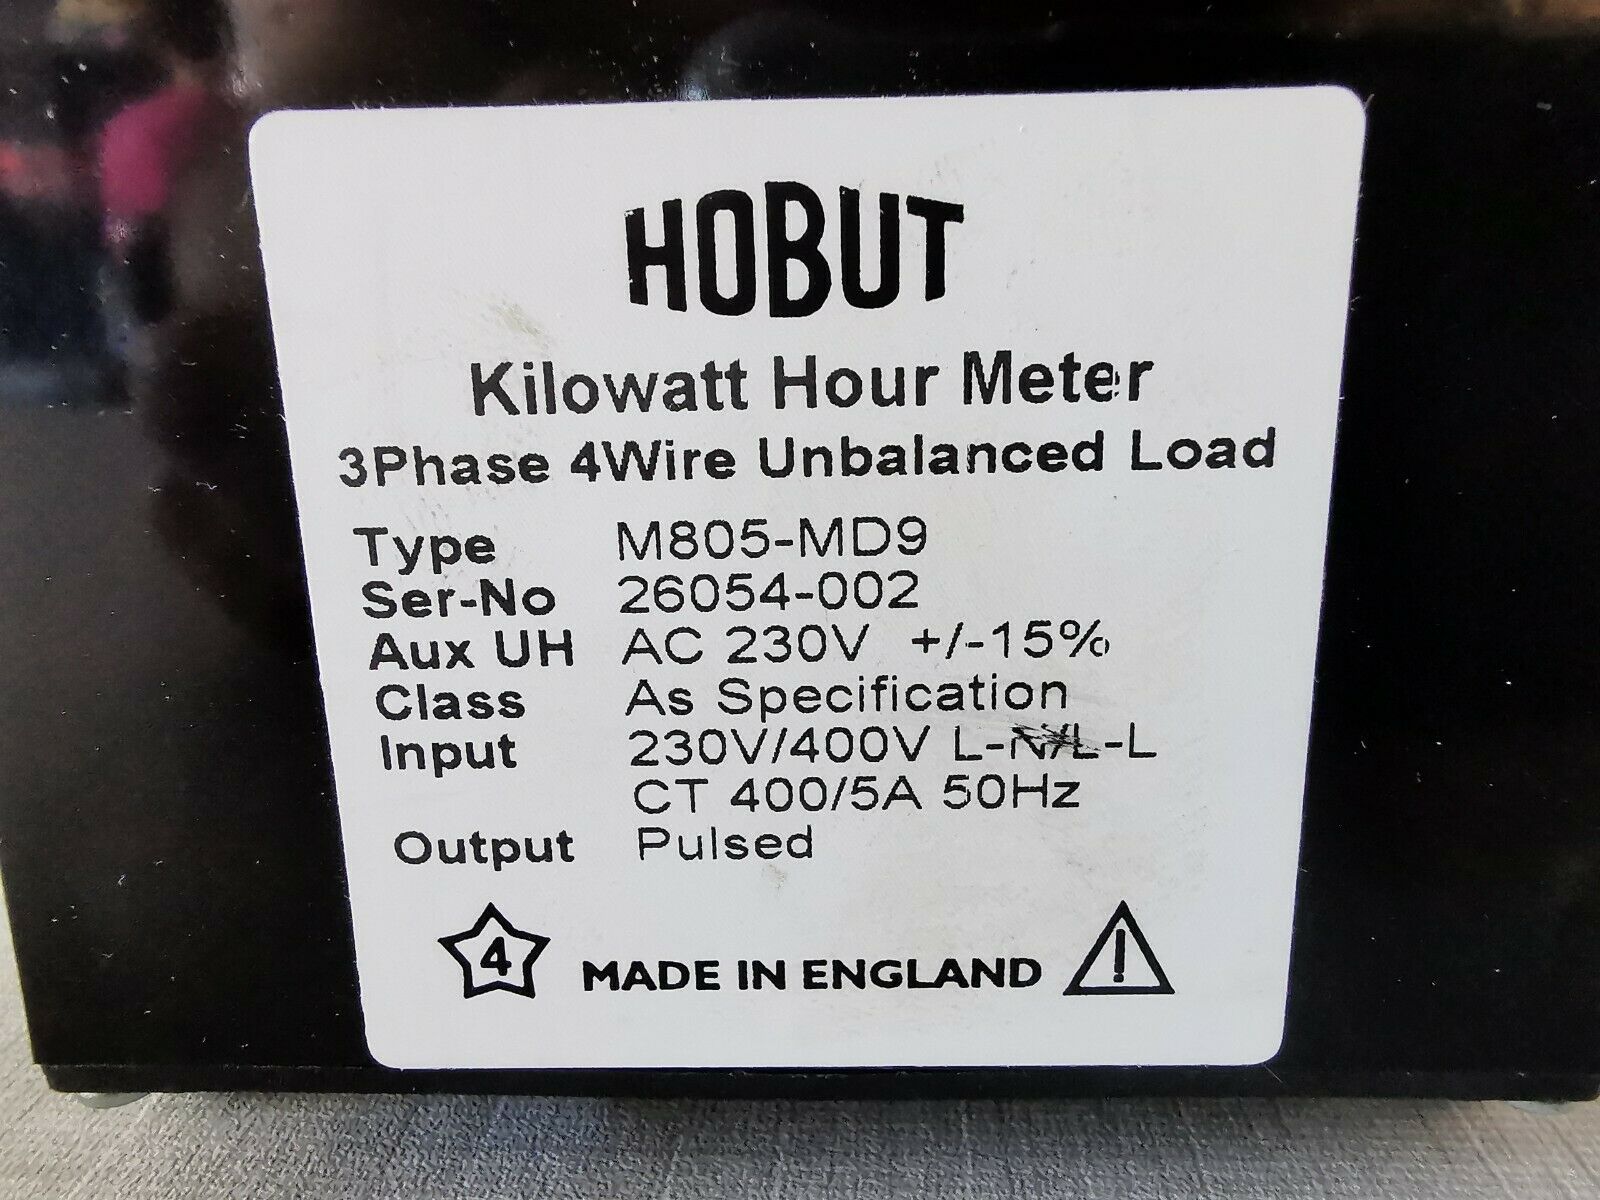 HOBUT
Kilowatt Hour Meter
3Phase 4Wire Unbalanced Load
Type M805-MD9
Ser-No 26054-002
Aux UH AC 230V +/-15%
Class As Specification
Input 230V/400V L-N/L-L
CT 400/5A 50Hz
Output Pulsed
4 MADE IN ENGLAND !